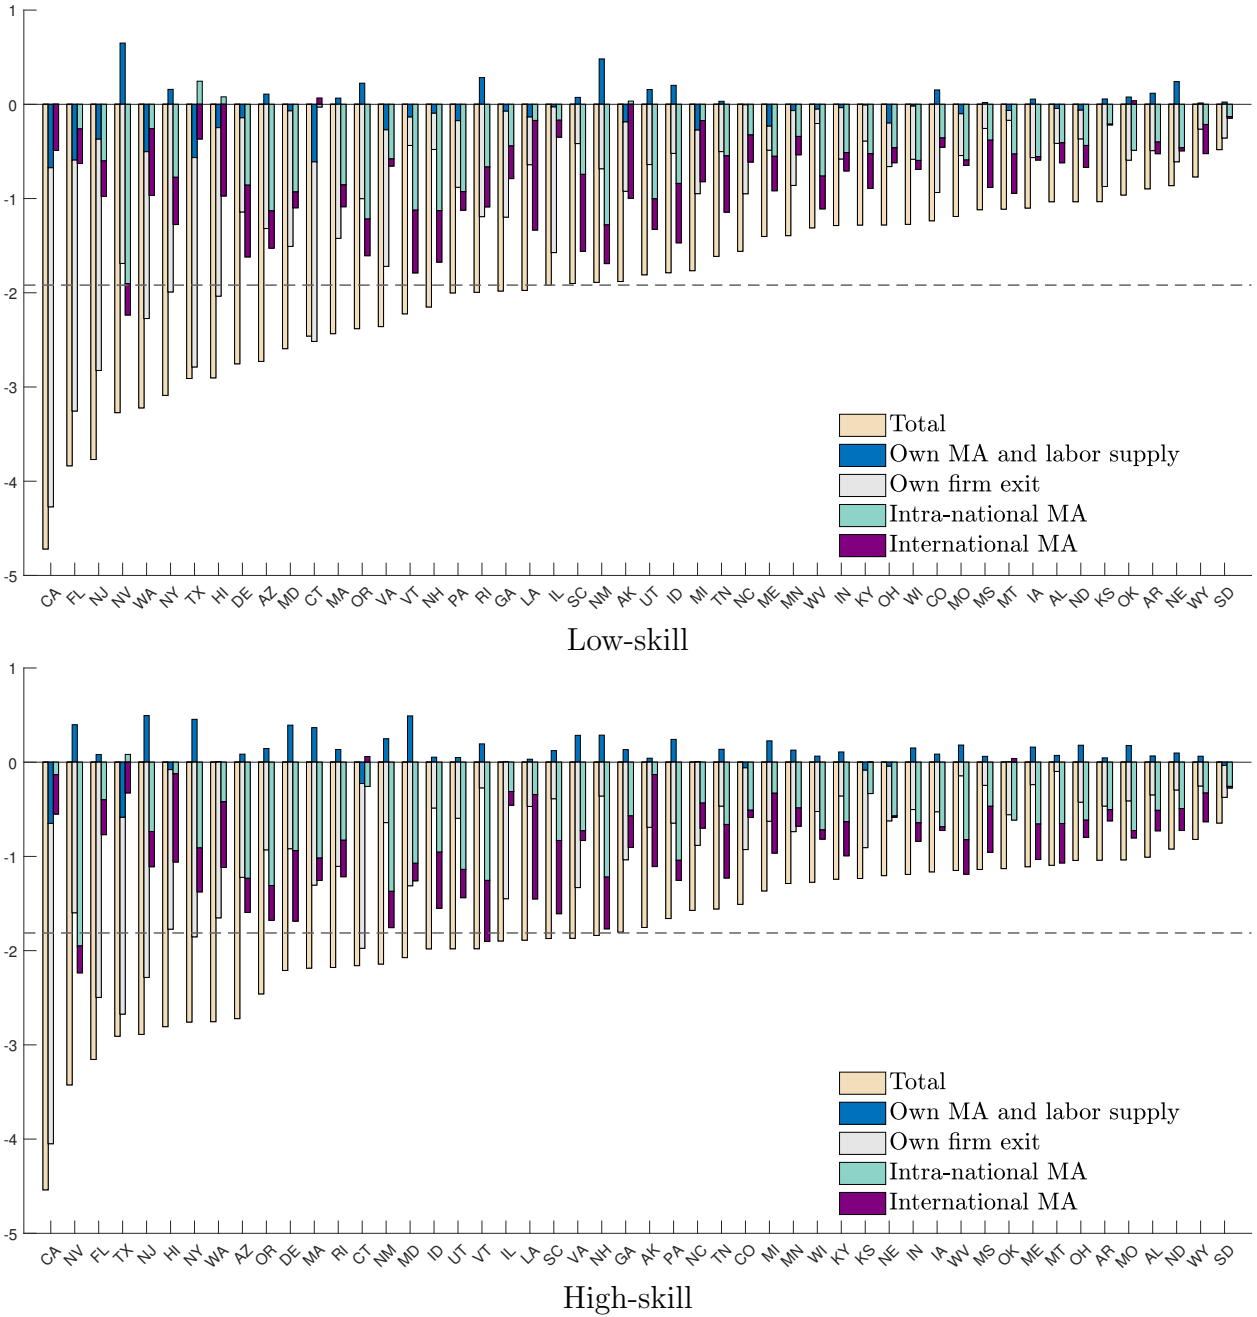 1
0
-1
-2
-3
-4
-5
Total
Own MA and labor supply
Own firm exit
Intra-national MA
International MA
CA FL NJ NV WA NY TX HI DE AZ MD CT MA OR VA VT NH PA RI GA LA IL SC NM AK UT ID MI TN NC ME MN WV IN KY OH WI CO MO MS MT IA AL ND KS OK AR NE WY SD
Low-skill
1
0
-1
-2
-3
-4
-5
Total
Own MA and labor supply
Own firm exit
Intra-national MA
International MA
CA NV FL TX NJ HI NY WA AZ OR DE MA RI CT NM MD ID UT VT IL LA SC VA NH GA AK PA NC TN CO MI MN WI KY KS NE IN IA WV MS OK ME MT OH AR MO AL ND WY SD
High-skill